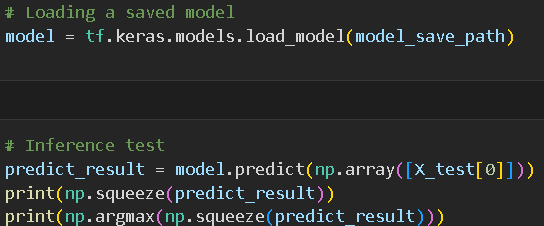 # Loading a saved model
model = tf.keras.models.load_model(model_save_path)
# Inference test
predict_result = model.predict(np.array([X_test[0]]))
print(np.squeeze(predict_result))
print(np.argmax(np.squeeze(predict_result)))